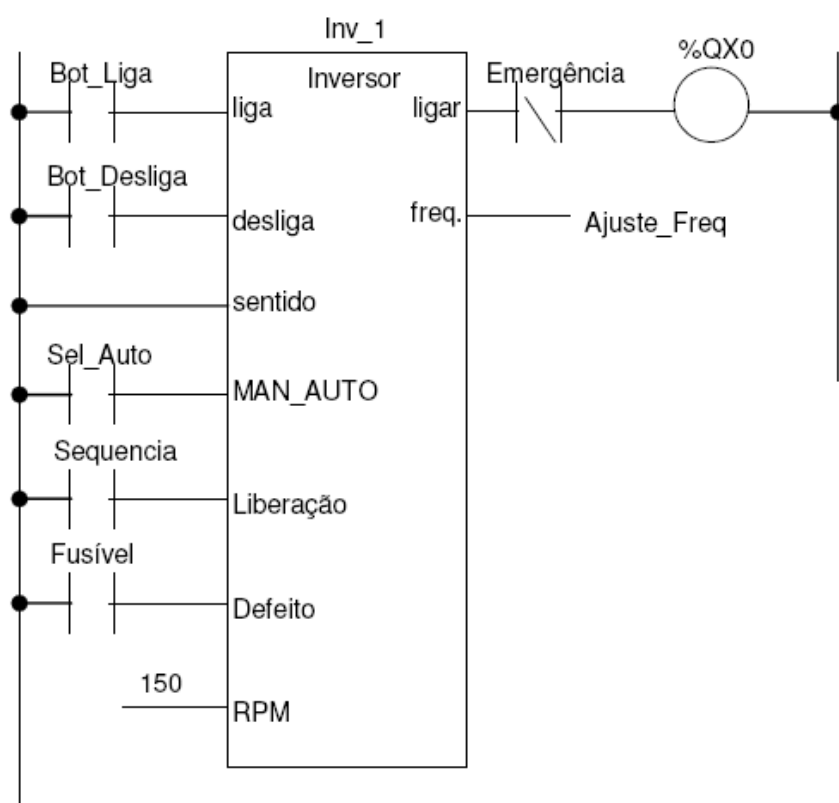 Inv_1
%QX0
Bot_Liga
Inversor
Emergência
liga
ligar
Bot_Desliga
desliga
freq.
Ajuste_Freq
sentido
Sel_Auto
MAN_AUTO
Sequencia
Liberação
Fusível
Defeito
150
RPM